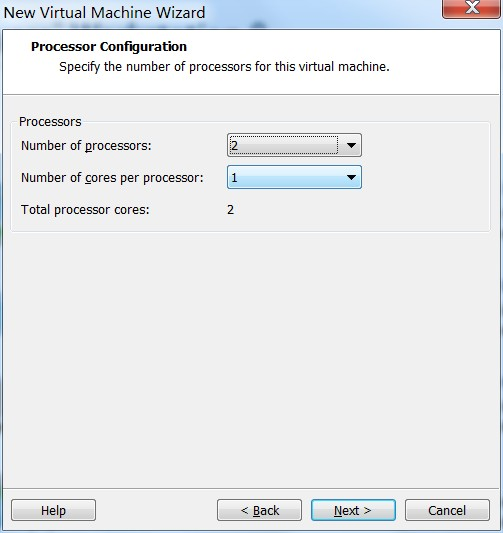 New Virtual Machine Wizard
Processor Configuration
Specify the number of processors for this virtual machine.
Processors
Number of processors: 2
Number of cores per processor: 1
Total processor cores: 2
Help < Back Next > Cancel